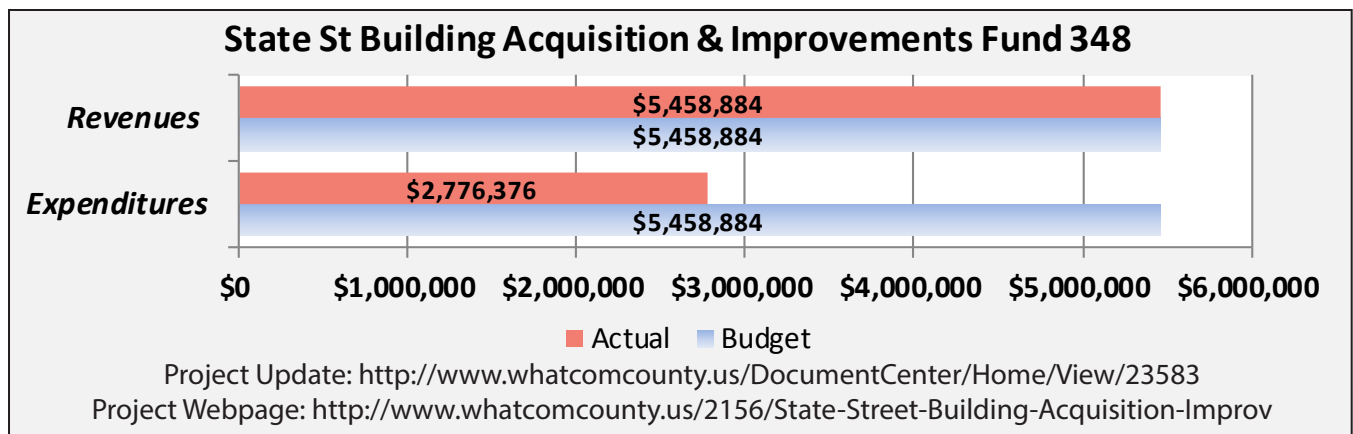 State St Building Acquisition & Improvements Fund 348
Revenues
$5,458,884
$5,458,884
Expenditures
$2,776,376
$5,458,884
$0 $1,000,000 $2,000,000 $3,000,000 $4,000,000 $5,000,000 $6,000,000
Actual Budget
Project Update: http://www.whatcomcounty.us/DocumentCenter/Home/View/23583
Project Webpage: http://www.whatcomcounty.us/2156/State-Street-Building-Acquisition-Improv